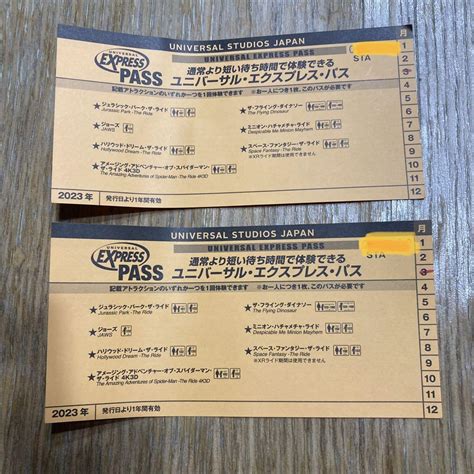 UNIVERSAL STUDIOS JAPAN
月
UNIVERSAL EXPRESS PASS
UNIVERSAL
EXPRESS
PASS
通常より短い待ち時間で体験できる
ユニバーサル・エクスプレス・パス
STA
記載アトラクションのいずれか一つを1回体験できます ※お一人につき1枚、このパスが必要です
★ジュラシック・パーク・ザ・ライド
Jurassic Park -The Ride
★ジョーズ
JAWS
★ハリウッド・ドリーム・ザ・ライド
Hollywood Dream -The Ride
★アメージング・アドベンチャー・オブ・スパイダーマン・
ザ・ライド 4K3D
The Amazing Adventures of Spider-Man -The Ride 4K3D
★ザ・フライング・ダイナソー
The Flying Dinosaur
★ミニオン・ハチャメチャ・ライド
Despicable Me Minion Mayhem
★スペース・ファンタジー・ザ・ライド
Space Fantasy -The Ride
※XRライド期間は使用できません
2023年 発行日より1年間有効
1
2
3
4
5
6
7
8
9
10
11
12
UNIVERSAL STUDIOS JAPAN
月
UNIVERSAL EXPRESS PASS
UNIVERSAL
EXPRESS
PASS
通常より短い待ち時間で体験できる
ユニバーサル・エクスプレス・パス
STA
記載アトラクションのいずれか一つを1回体験できます ※お一人につき1枚、このパスが必要です
★ジュラシック・パーク・ザ・ライド
Jurassic Park -The Ride
★ジョーズ
JAWS
★ハリウッド・ドリーム・ザ・ライド
Hollywood Dream -The Ride
★アメージング・アドベンチャー・オブ・スパイダーマン・
ザ・ライド 4K3D
The Amazing Adventures of Spider-Man -The Ride 4K3D
★ザ・フライング・ダイナソー
The Flying Dinosaur
★ミニオン・ハチャメチャ・ライド
Despicable Me Minion Mayhem
★スペース・ファンタジー・ザ・ライド
Space Fantasy -The Ride
※XRライド期間は使用できません
2023年 発行日より1年間有効
1
2
3
4
5
6
7
8
9
10
11
12